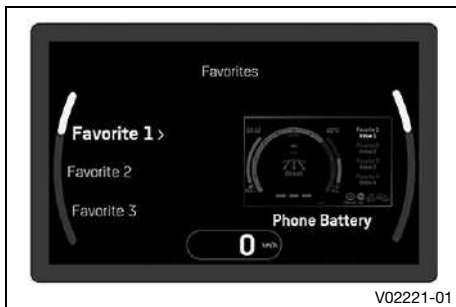 Favorites
Favorite 1 >
Favorite 2
Favorite 3
Phone Battery
0 km/h
V02221-01